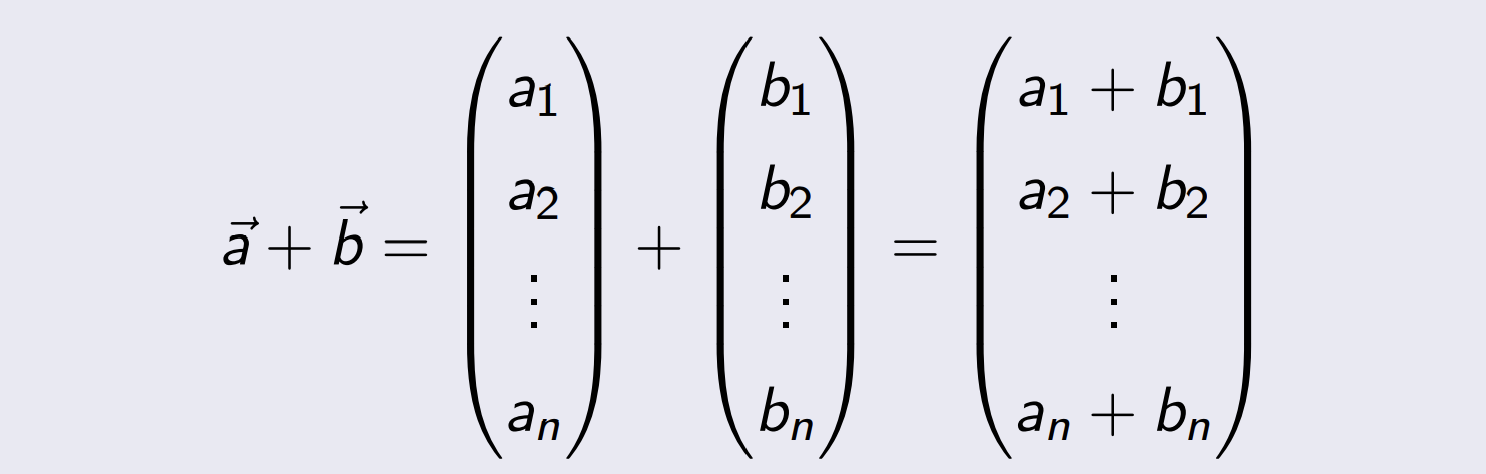 $$\vec{a} + \vec{b} = \begin{pmatrix} a_1 \\ a_2 \\ \vdots \\ a_n \end{pmatrix} + \begin{pmatrix} b_1 \\ b_2 \\ \vdots \\ b_n \end{pmatrix} = \begin{pmatrix} a_1 + b_1 \\ a_2 + b_2 \\ \vdots \\ a_n + b_n \end{pmatrix}$$